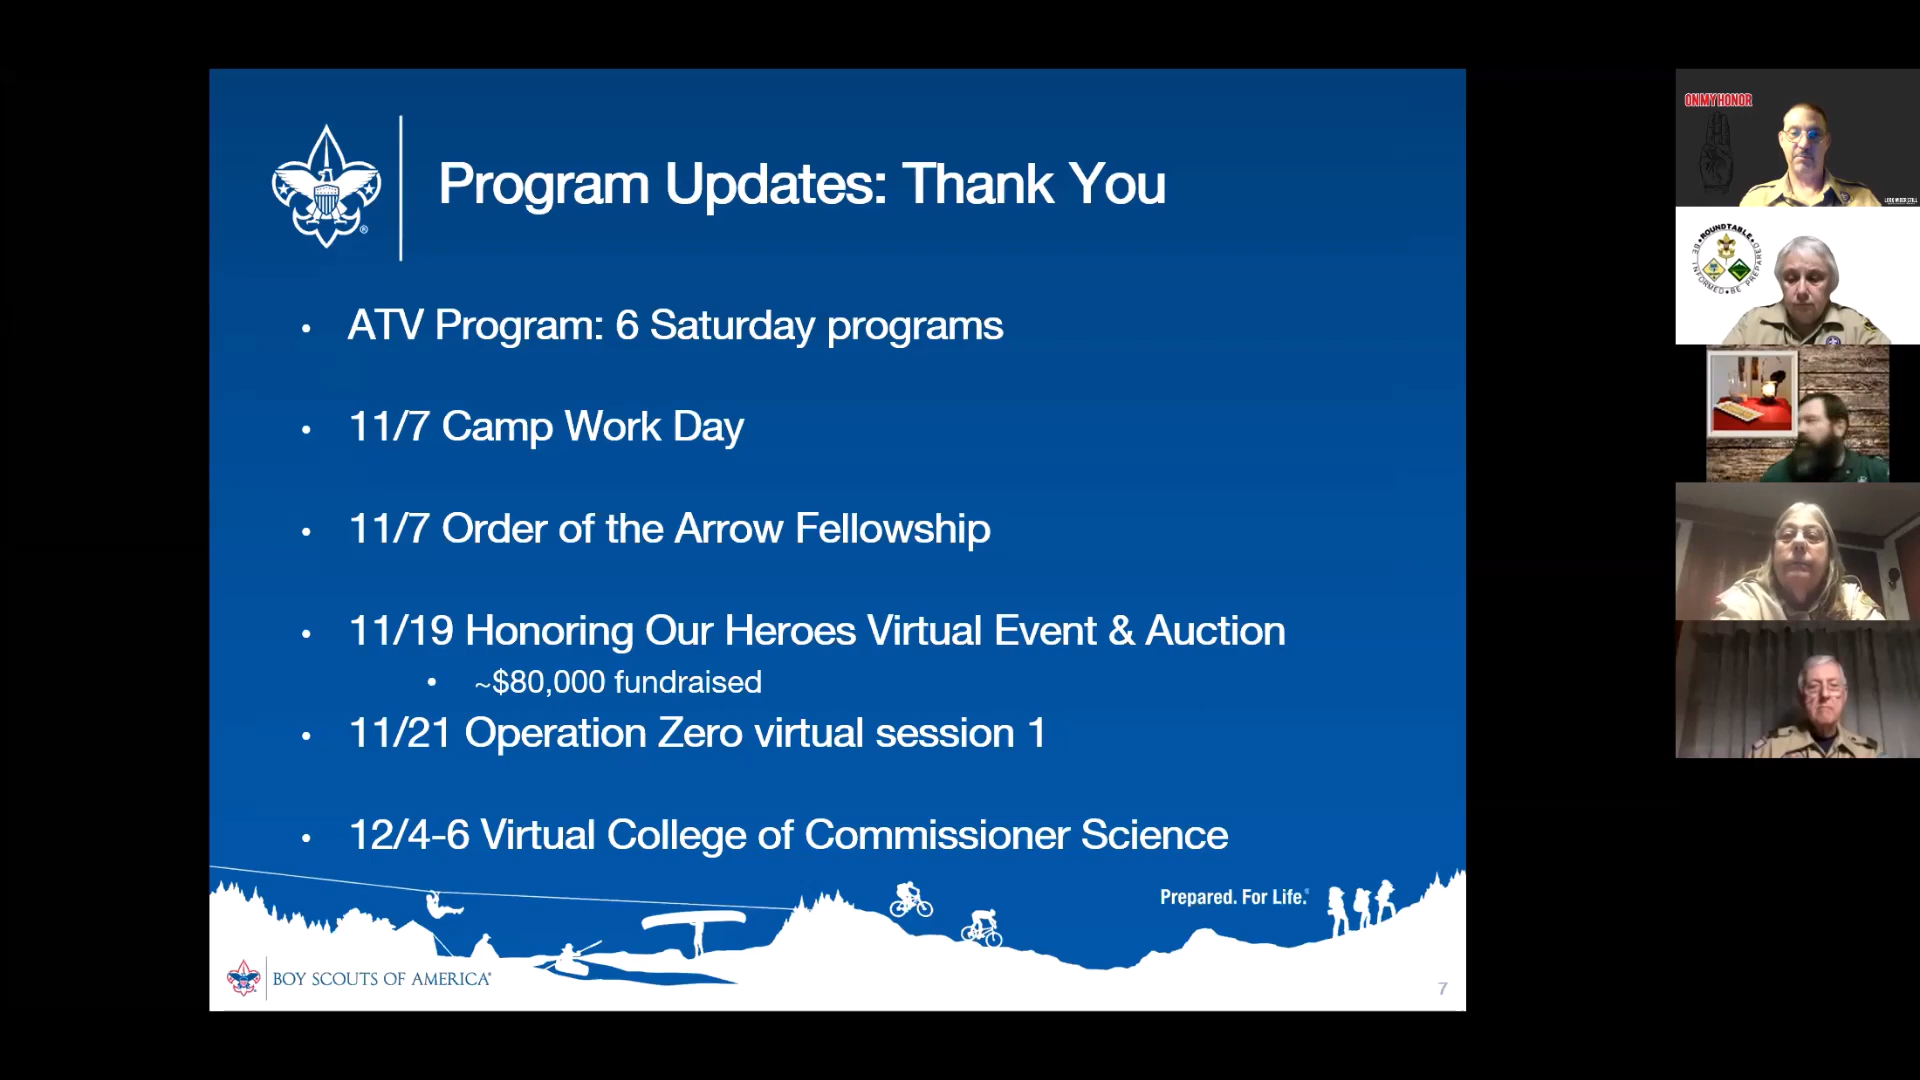 Program Updates: Thank You
• ATV Program: 6 Saturday programs
• 11/7 Camp Work Day
• 11/7 Order of the Arrow Fellowship
• 11/19 Honoring Our Heroes Virtual Event & Auction
• ~$80,000 fundraised
• 11/21 Operation Zero virtual session 1
• 12/4-6 Virtual College of Commissioner Science
Prepared. For Life.®
BOY SCOUTS OF AMERICA®
7
ON MY HONOR
ROUNDTABLE
BE INFORMED • BE PREPARED